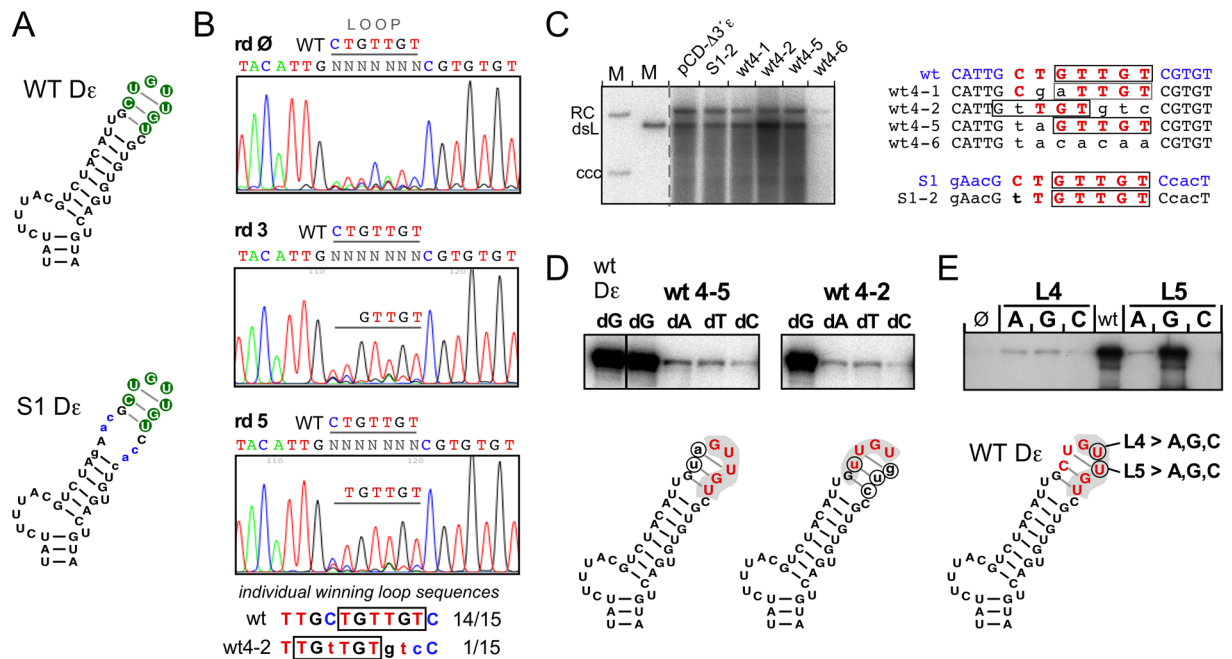 A
WT Dε
S1 Dε
B
LOOP
rd Ø WT CTGTTGT
TACATTGNNNNNNNCGTGTGT
rd 3 WT CTGTTGT
TACATTGNNNNNNNCGTGTGT
110 120
GTTGT
rd 5 WT CTGTTGT
TACATTGNNNNNNNCGTGTGT
110 120
TGTTGT
individual winning loop sequences
wt TTGCTGTTGTC 14/15
wt4-2 TTGtTGTgtcC 1/15
C
M M pCD-Δ3´ε S1-2 wt4-1 wt4-2 wt4-5 wt4-6
RC
dsL
ccc
wt CATTG C T G T T G T CGTGT
wt4-1 CATTG C g a T T G T CGTGT
wt4-2 CATTG t T G T g t c CGTGT
wt4-5 CATTG t a G T T G T CGTGT
wt4-6 CATTG t a c a c a a CGTGT
S1 gAacG C T G T T G T CcacT
S1-2 gAacG t T G T T G T CcacT
D
wt Dε wt 4-5 wt 4-2
dG dG dA dT dC dG dA dT dC
E
L4 L5
Ø A G C wt A G C
WT Dε
L4 > A,G,C
L5 > A,G,C